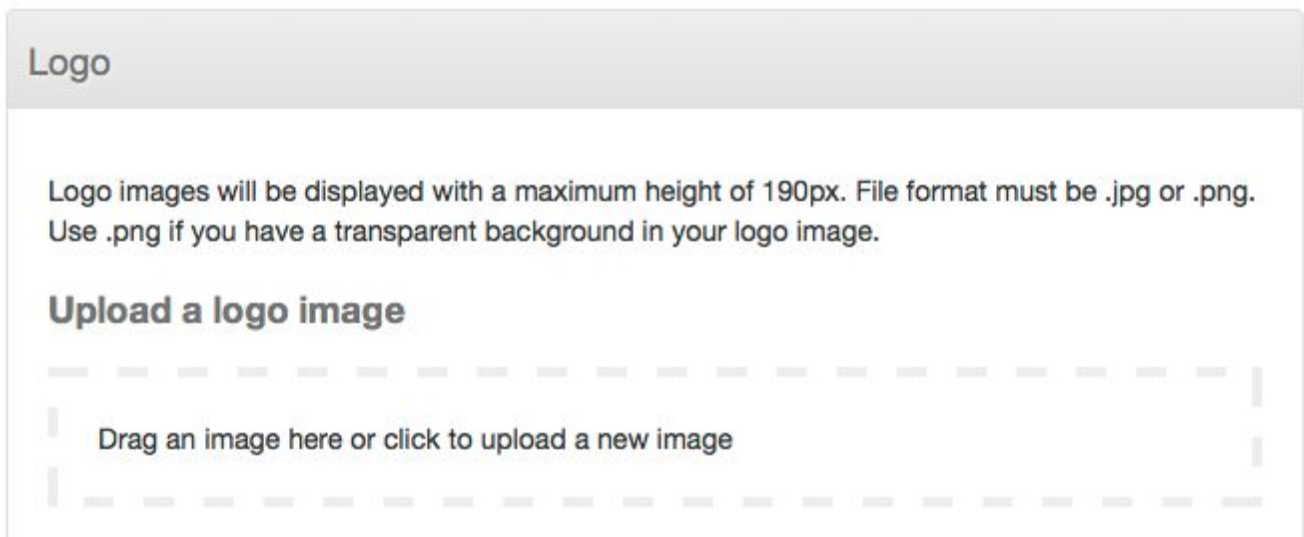 Logo
Logo images will be displayed with a maximum height of 190px. File format must be .jpg or .png.
Use .png if you have a transparent background in your logo image.
Upload a logo image
Drag an image here or click to upload a new image